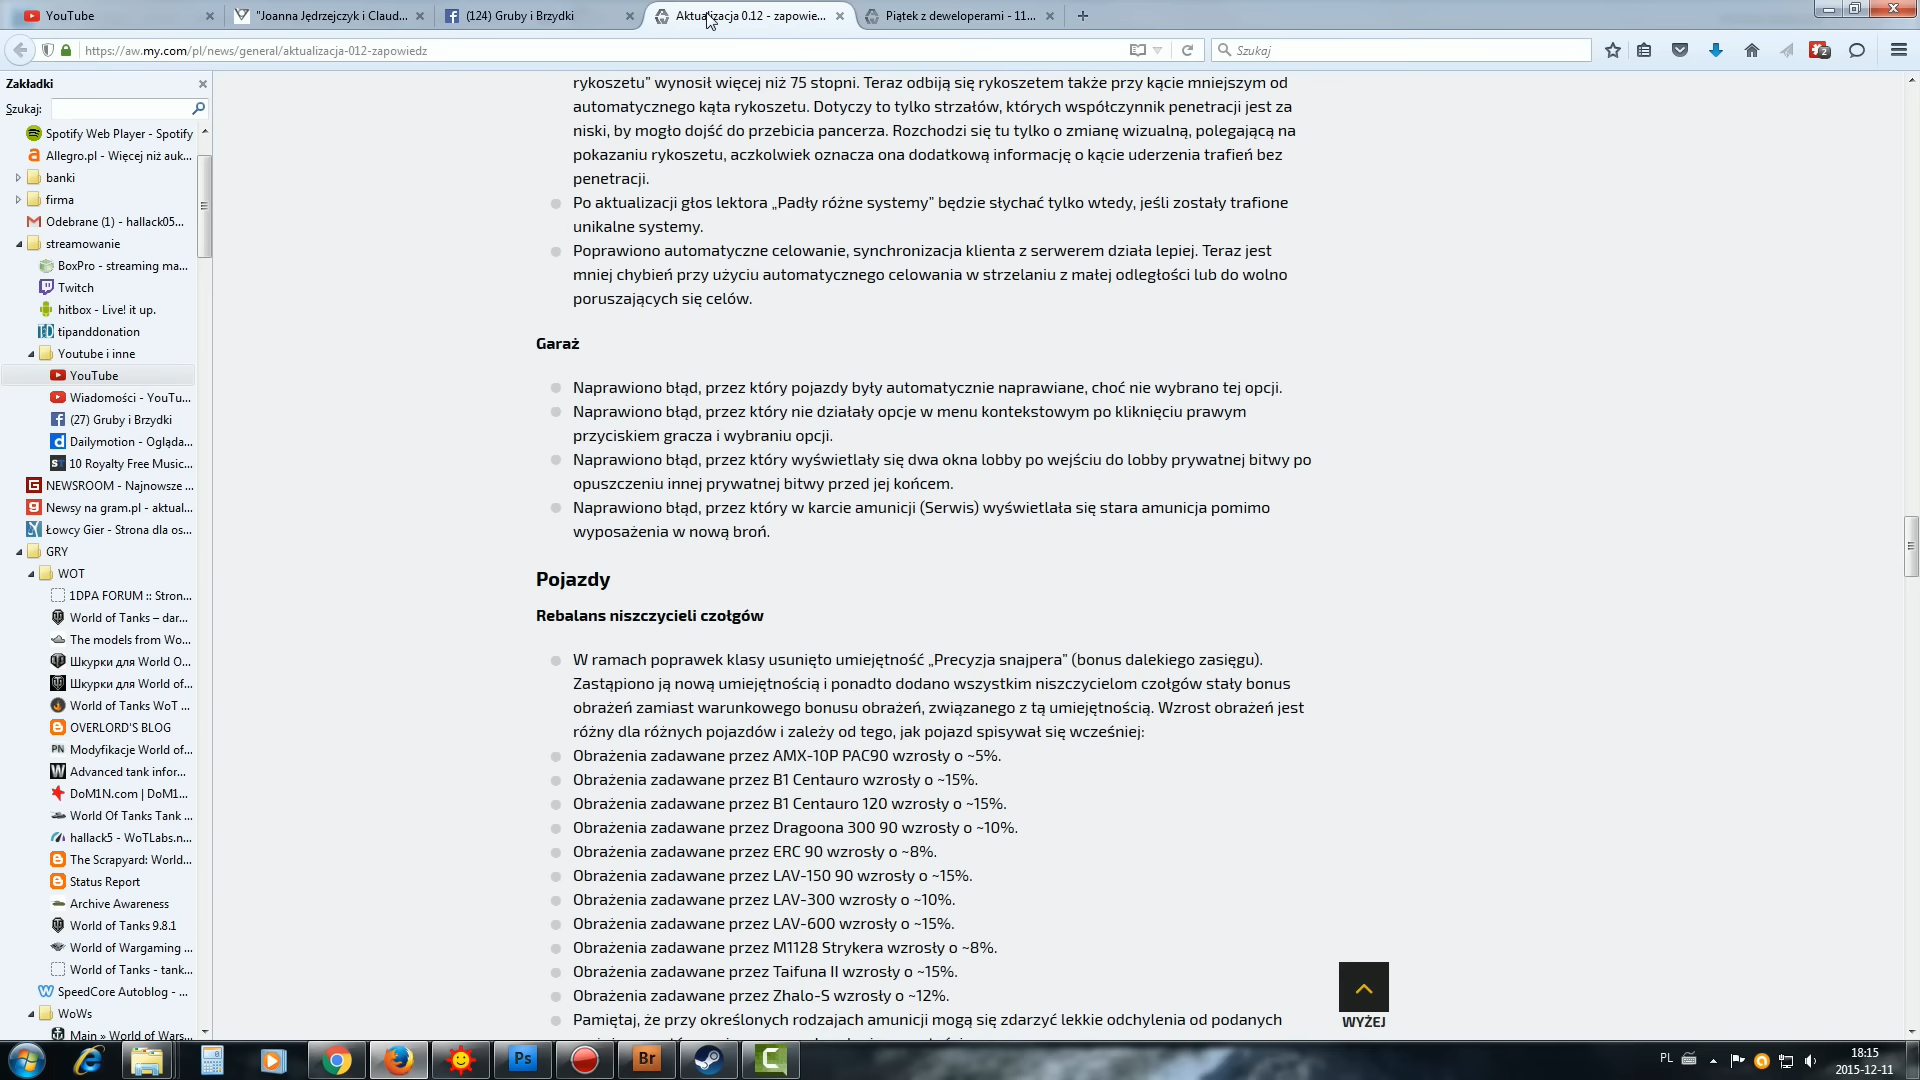 YouTube
"Joanna Jędrzejczyk i Claud...
(124) Gruby i Brzydki
Aktualizacja 0.12 - zapowie...
Piątek z deweloperami - 11...
https://aw.my.com/pl/news/general/aktualizacja-012-zapowiedz
Szukaj
2
Zakładki
Szukaj:
Spotify Web Player - Spotify
Allegro.pl - Więcej niż auk...
banki
firma
Odebrane (1) - hallack05...
streamowanie
BoxPro - streaming ma...
Twitch
hitbox - Live! it up.
tipanddonation
Youtube i inne
YouTube
Wiadomości - YouTu...
(27) Gruby i Brzydki
Dailymotion - Ogląda...
10 Royalty Free Music...
NEWSROOM - Najnowsze ...
Newsy na gram.pl - aktual...
Łowcy Gier - Strona dla os...
GRY
WOT
1DPA FORUM :: Stron...
World of Tanks – dar...
The models from Wo...
Шкурки для World O...
Шкурки для World of...
World of Tanks WoT ...
OVERLORD'S BLOG
Modyfikacje World of...
Advanced tank infor...
DoM1N.com | DoM1...
World Of Tanks Tank ...
hallack5 - WoTLabs.n...
The Scrapyard: World...
Status Report
Archive Awareness
World of Tanks 9.8.1
World of Wargaming ...
World of Tanks - tank...
SpeedCore Autoblog - ...
WoWs
Main » World of Wars...
rykoszetu” wynosił więcej niż 75 stopni. Teraz odbiją się rykoszetem także przy kącie mniejszym od
automatycznego kąta rykoszetu. Dotyczy to tylko strzałów, których współczynnik penetracji jest za
niski, by mogło dojść do przebicia pancerza. Rozchodzi się tu tylko o zmianę wizualną, polegającą na
pokazaniu rykoszetu, aczkolwiek oznacza ona dodatkową informację o kącie uderzenia trafień bez
penetracji.
Po aktualizacji głos lektora „Padły różne systemy” będzie słychać tylko wtedy, jeśli zostały trafione
unikalne systemy.
Poprawiono automatyczne celowanie, synchronizacja klienta z serwerem działa lepiej. Teraz jest
mniej chybień przy użyciu automatycznego celowania w strzelaniu z małej odległości lub do wolno
poruszających się celów.
Garaż
Naprawiono błąd, przez który pojazdy były automatycznie naprawiane, choć nie wybrano tej opcji.
Naprawiono błąd, przez który nie działały opcje w menu kontekstowym po kliknięciu prawym
przyciskiem gracza i wybraniu opcji.
Naprawiono błąd, przez który wyświetlały się dwa okna lobby po wejściu do lobby prywatnej bitwy po
opuszczeniu innej prywatnej bitwy przed jej końcem.
Naprawiono błąd, przez który w karcie amunicji (Serwis) wyświetlała się stara amunicja pomimo
wyposażenia w nową broń.
Pojazdy
Rebalans niszczycieli czołgów
W ramach poprawek klasy usunięto umiejętność „Precyzja snajpera” (bonus dalekiego zasięgu).
Zastąpiono ją nową umiejętnością i ponadto dodano wszystkim niszczycielom czołgów stały bonus
obrażeń zamiast warunkowego bonusu obrażeń, związanego z tą umiejętnością. Wzrost obrażeń jest
różny dla różnych pojazdów i zależy od tego, jak pojazd spisywał się wcześniej:
Obrażenia zadawane przez AMX-10P PAC90 wzrosły o ~5%.
Obrażenia zadawane przez B1 Centauro wzrosły o ~15%.
Obrażenia zadawane przez B1 Centauro 120 wzrosły o ~15%.
Obrażenia zadawane przez Dragoona 300 90 wzrosły o ~10%.
Obrażenia zadawane przez ERC 90 wzrosły o ~8%.
Obrażenia zadawane przez LAV-150 90 wzrosły o ~15%.
Obrażenia zadawane przez LAV-300 wzrosły o ~10%.
Obrażenia zadawane przez LAV-600 wzrosły o ~15%.
Obrażenia zadawane przez M1128 Strykera wzrosły o ~8%.
Obrażenia zadawane przez Taifuna II wzrosły o ~15%.
Obrażenia zadawane przez Zhalo-S wzrosły o ~12%.
Pamiętaj, że przy określonych rodzajach amunicji mogą się zdarzyć lekkie odchylenia od podanych
WYŻEJ
Ps
Br
PL
18:15
2015-12-11